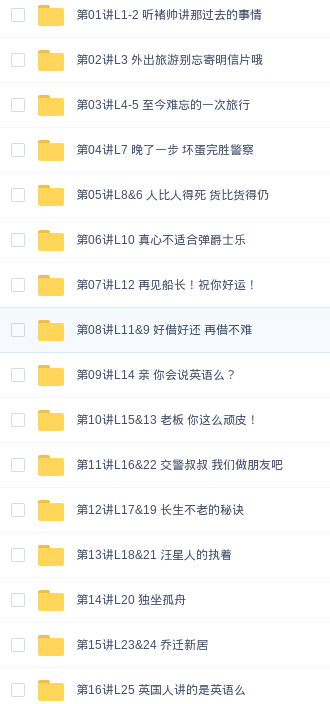 第01讲L1-2 听褚帅讲那过去的事情
第02讲L3 外出旅游别忘寄明信片哦
第03讲L4-5 至今难忘的一次旅行
第04讲L7 晚了一步 坏蛋完胜警察
第05讲L8&6 人比人得死 货比货得仍
第06讲L10 真心不适合弹爵士乐
第07讲L12 再见船长！祝你好运！
第08讲L11&9 好借好还 再借不难
第09讲L14 亲 你会说英语么？
第10讲L15&13 老板 你这么顽皮！
第11讲L16&22 交警叔叔 我们做朋友吧
第12讲L17&19 长生不老的秘诀
第13讲L18&21 汪星人的执着
第14讲L20 独坐孤舟
第15讲L23&24 乔迁新居
第16讲L25 英国人讲的是英语么